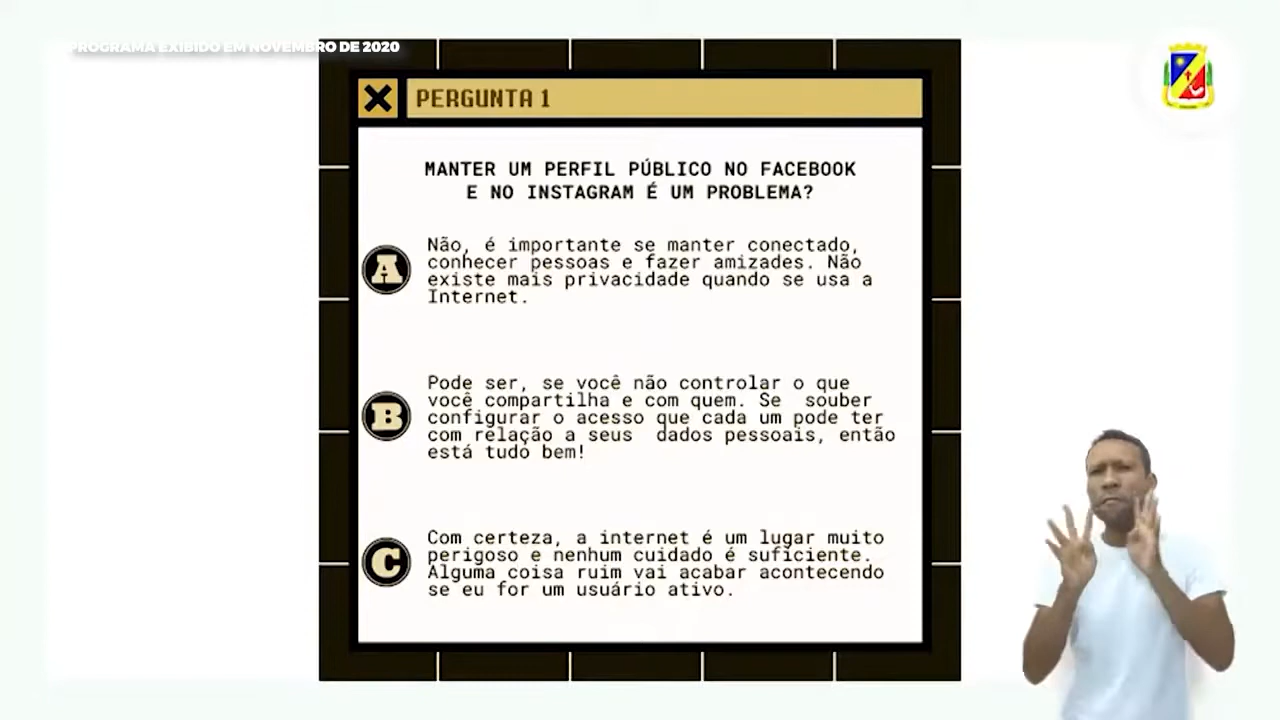 PROGRAMA EXIBIDO EM NOVEMBRO DE 2020
PERGUNTA 1
MANTER UM PERFIL PÚBLICO NO FACEBOOK
E NO INSTAGRAM É UM PROBLEMA?
A
Não, é importante se manter conectado,
conhecer pessoas e fazer amizades. Não
existe mais privacidade quando se usa a
Internet.
B
Pode ser, se você não controlar o que
você compartilha e com quem. Se  souber
configurar o acesso que cada um pode ter
com relação a seus  dados pessoais, então
está tudo bem!
C
Com certeza, a internet é um lugar muito
perigoso e nenhum cuidado é suficiente.
Alguma coisa ruim vai acabar acontecendo
se eu for um usuário ativo.